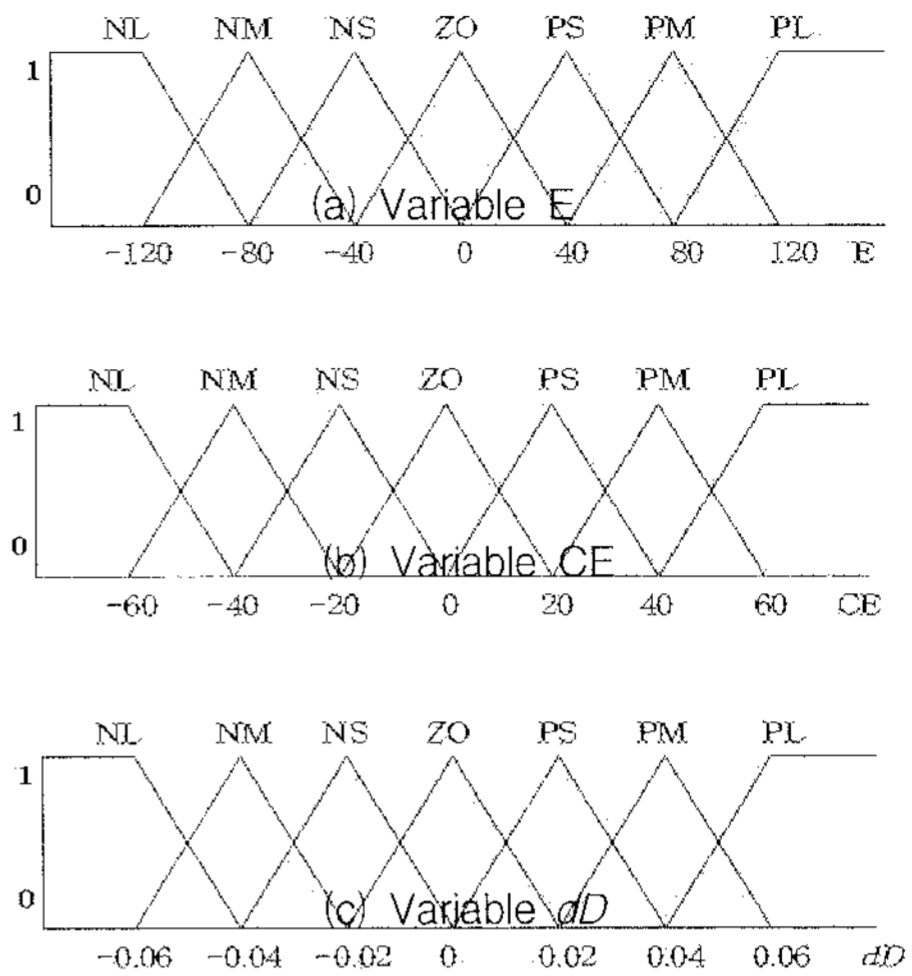 NL NM NS ZO PS PM PL
1
0
(a) Variable E
-120 -80 -40 0 40 80 120 E
NL NM NS ZO PS PM PL
1
0
(b) Variable CE
-60 -40 -20 0 20 40 60 CE
NL NM NS ZO PS PM PL
1
0
(c) Variable dD
-0.06 -0.04 -0.02 0 0.02 0.04 0.06 dD